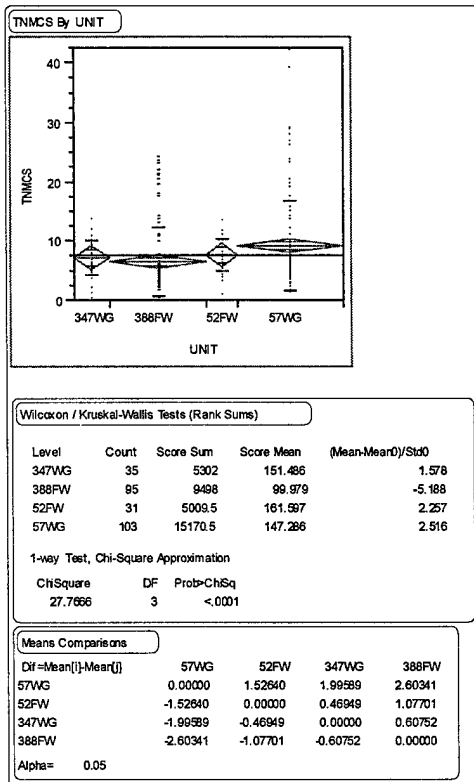 TNMCS By UNIT
40
30
20
10
0
TNMCS
347WG 388FW 52FW 57WG
UNIT
Wilcoxon / Kruskal-Wallis Tests (Rank Sums)
Level Count Score Sum Score Mean (Mean-Mean0)/Std0
347WG 35 5302 151.486 1.578
388FW 95 9498 99.979 -5.188
52FW 31 5009.5 161.597 2.257
57WG 103 15170.5 147.286 2.516
1-way Test, Chi-Square Approximation
ChiSquare DF Prob>ChiSq
27.7666 3 <.0001
Means Comparisons
Dif=Mean[i]-Mean[j] 57WG 52FW 347WG 388FW
57WG 0.00000 1.52640 1.99589 2.60341
52FW -1.52640 0.00000 0.46949 1.07701
347WG -1.99589 -0.46949 0.00000 0.60752
388FW -2.60341 -1.07701 -0.60752 0.00000
Alpha= 0.05